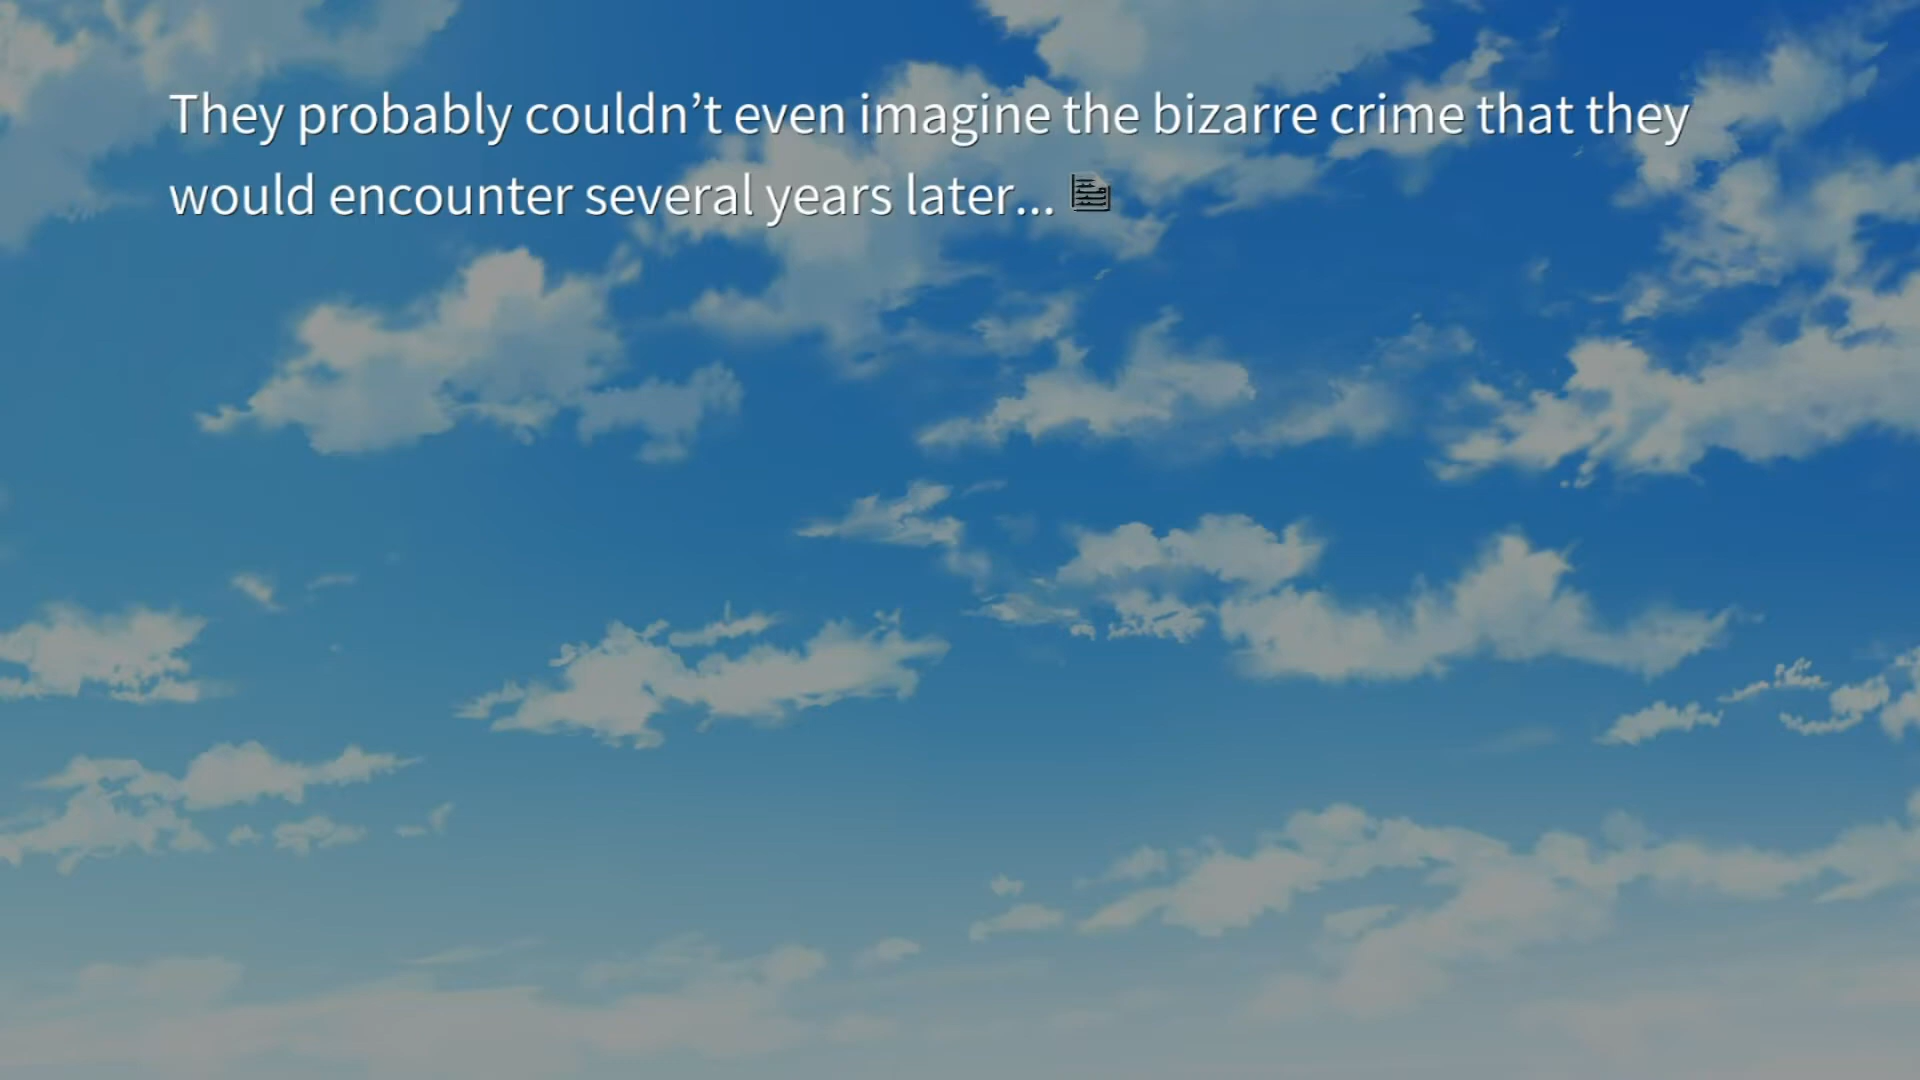 They probably couldn’t even imagine the bizarre crime that they
would encounter several years later...